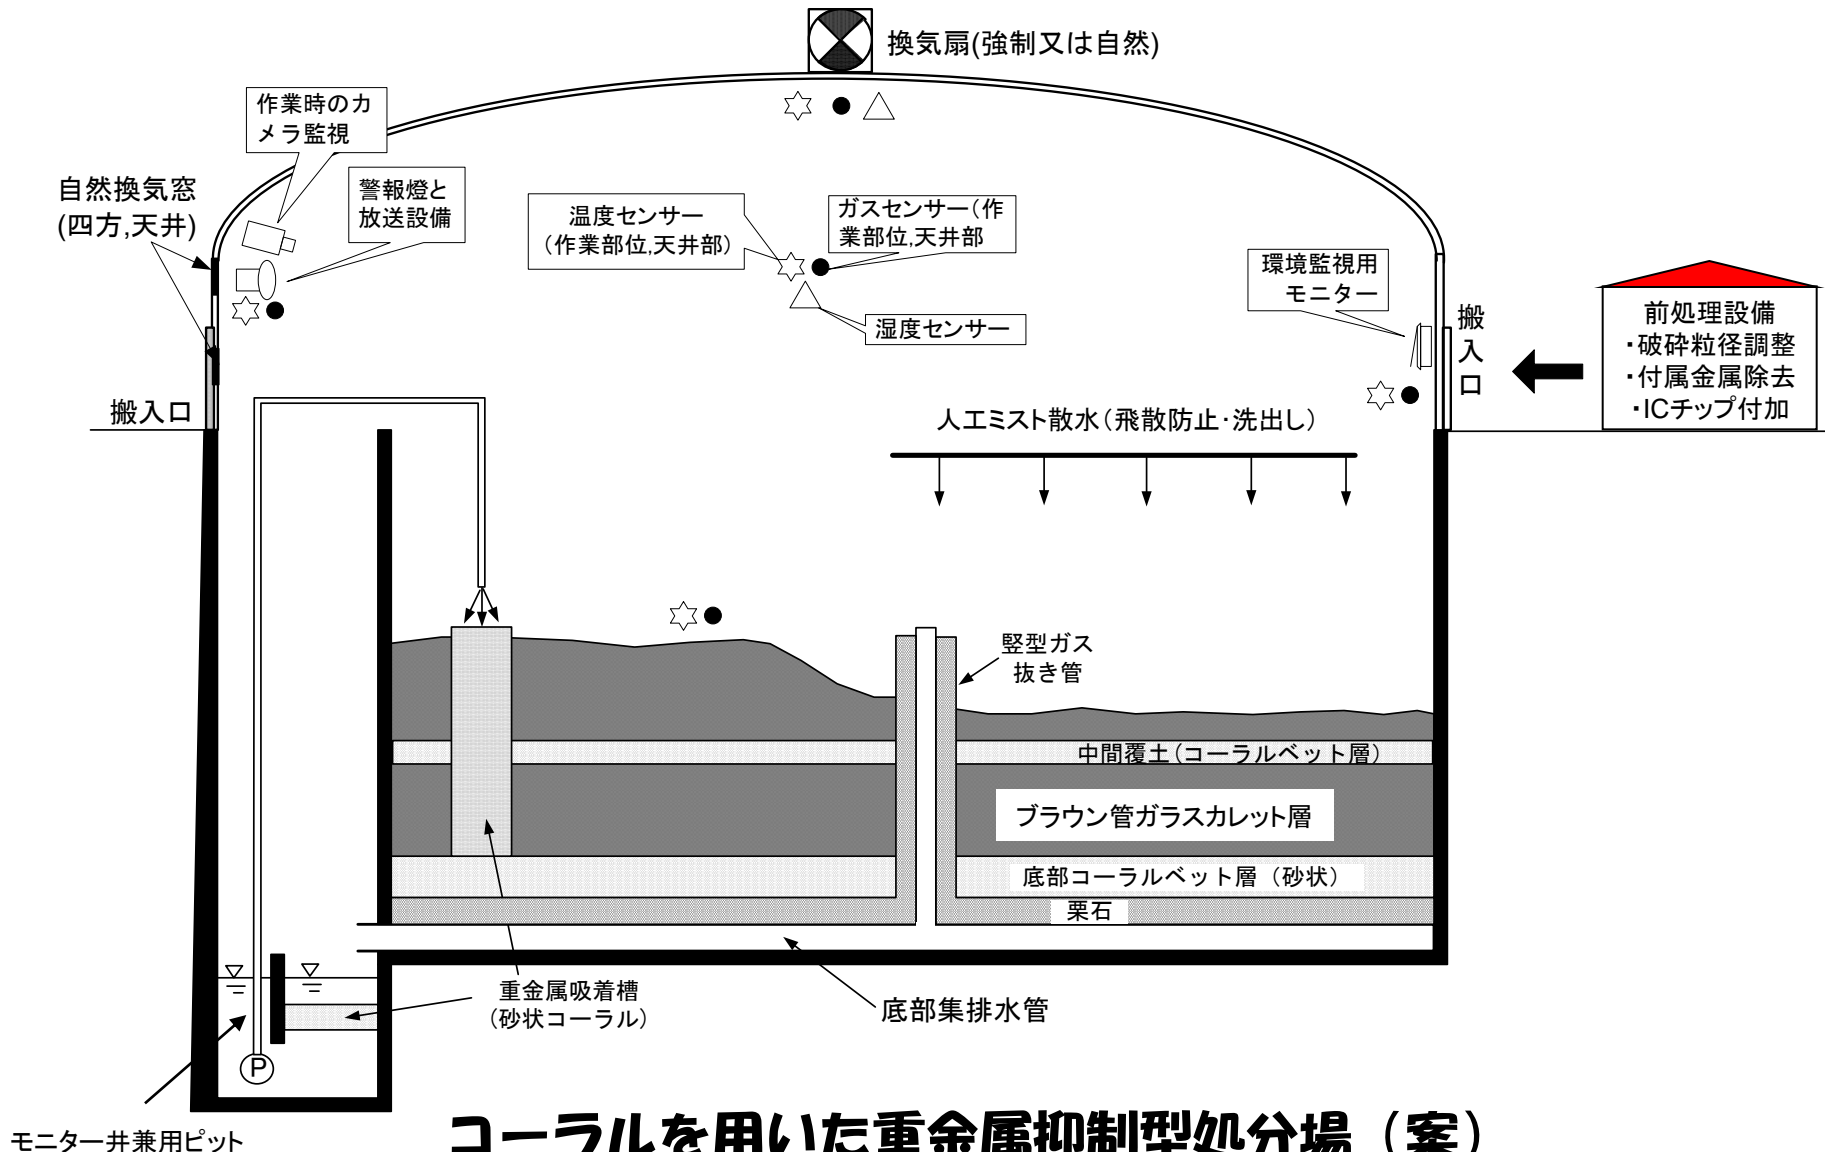 換気扇(強制又は自然)
作業時のカ
メラ監視
自然換気窓
(四方,天井)
警報燈と
放送設備
温度センサー
(作業部位,天井部)
ガスセンサー(作
業部位,天井部
湿度センサー
環境監視用
モニター
搬
入
口
前処理設備
・破砕粒径調整
・付属金属除去
・ICチップ付加
搬入口
人工ミスト散水(飛散防止・洗出し)
竪型ガス
抜き管
中間覆土(コーラルベット層)
ブラウン管ガラスカレット層
底部コーラルベット層(砂状)
栗石
重金属吸着槽
(砂状コーラル)
底部集排水管
P
モニター井兼用ピット
コーラルを用いた重金属抑制型処分場(案)